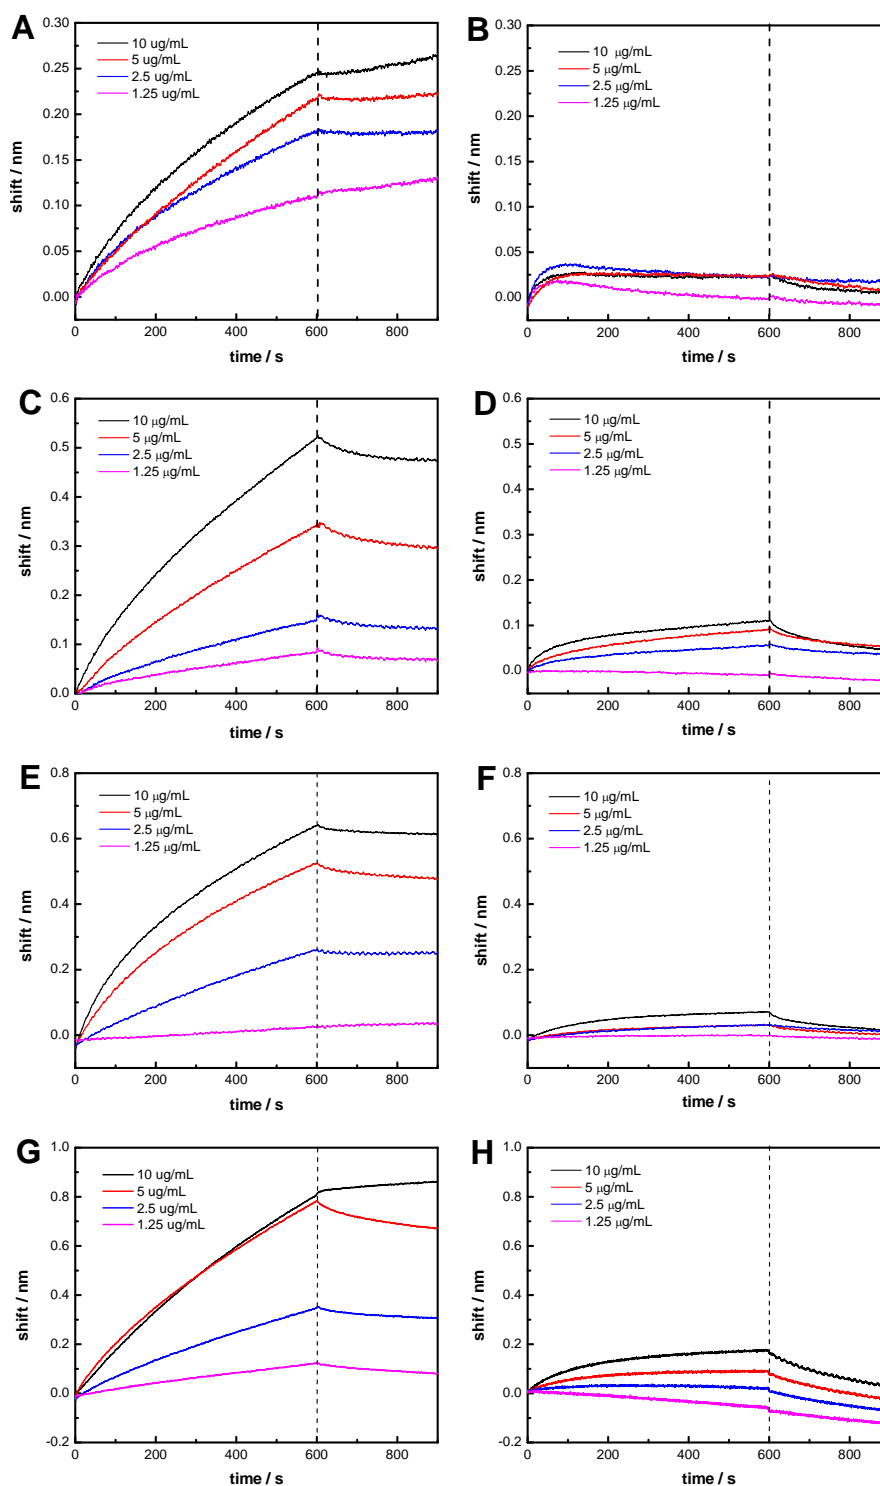 A
10 ug/mL
5 ug/mL
2.5 ug/mL
1.25 ug/mL
0.30
0.25
0.20
0.15
0.10
0.05
0.00
shift / nm
0 200 400 600 800
time / s
B
10 μg/mL
5 μg/mL
2.5 μg/mL
1.25 μg/mL
0.30
0.25
0.20
0.15
0.10
0.05
0.00
shift / nm
0 200 400 600 800
time / s
C
10 μg/mL
5 μg/mL
2.5 μg/mL
1.25 μg/mL
0.6
0.5
0.4
0.3
0.2
0.1
0.0
shift / nm
0 200 400 600 800
time / s
D
10 μg/mL
5 μg/mL
2.5 μg/mL
1.25 μg/mL
0.6
0.5
0.4
0.3
0.2
0.1
0.0
shift / nm
0 200 400 600 800
time / s
E
10 μg/mL
5 μg/mL
2.5 μg/mL
1.25 μg/mL
0.8
0.6
0.4
0.2
0.0
shift / nm
0 200 400 600 800
time / s
F
10 μg/mL
5 μg/mL
2.5 μg/mL
1.25 μg/mL
0.8
0.6
0.4
0.2
0.0
shift / nm
0 200 400 600 800
time / s
G
10 ug/mL
5 ug/mL
2.5 ug/mL
1.25 ug/mL
1.0
0.8
0.6
0.4
0.2
0.0
-0.2
shift / nm
0 200 400 600 800
time / s
H
10 μg/mL
5 μg/mL
2.5 μg/mL
1.25 μg/mL
1.0
0.8
0.6
0.4
0.2
0.0
-0.2
shift / nm
0 200 400 600 800
time / s